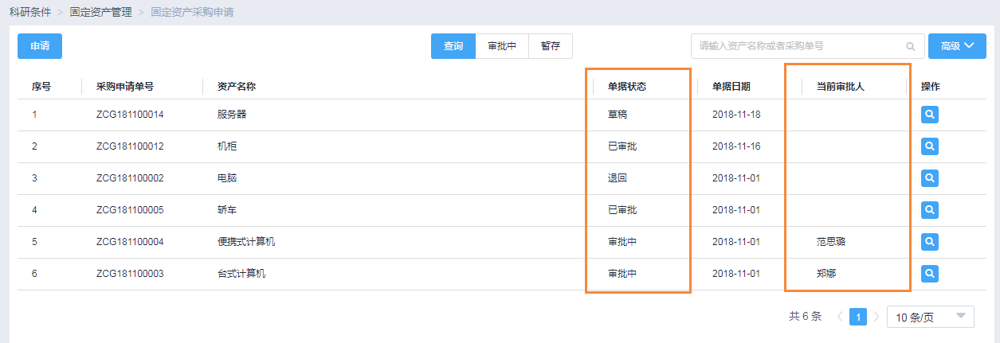 科研条件 > 固定资产管理 > 固定资产采购申请
申请 查询 审批中 暂存 请输入资产名称或者采购单号 高级
序号 采购申请单号 资产名称 单据状态 单据日期 当前审批人 操作
1 ZCG181100014 服务器 草稿 2018-11-18
2 ZCG181100012 机柜 已审批 2018-11-16
3 ZCG181100002 电脑 退回 2018-11-01
4 ZCG181100005 轿车 已审批 2018-11-01
5 ZCG181100004 便携式计算机 审批中 2018-11-01 范思璐
6 ZCG181100003 台式计算机 审批中 2018-11-01 郑娜
共 6 条 1 10 条/页